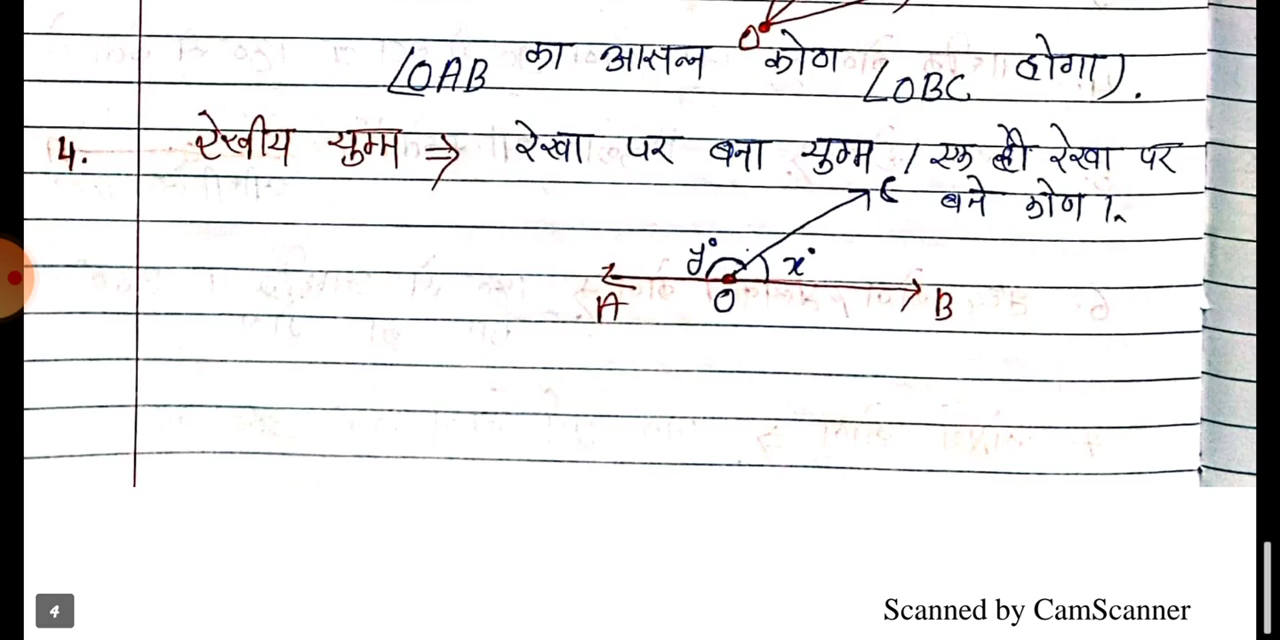 O
∠OAB का आसन्न कोण ∠OBC होगा).
4. रेखीय युग्म ⇒ रेखा पर बना युग्म / एक ही रेखा पर
बने कोण ।
C
y° x°
A O B
4
Scanned by CamScanner